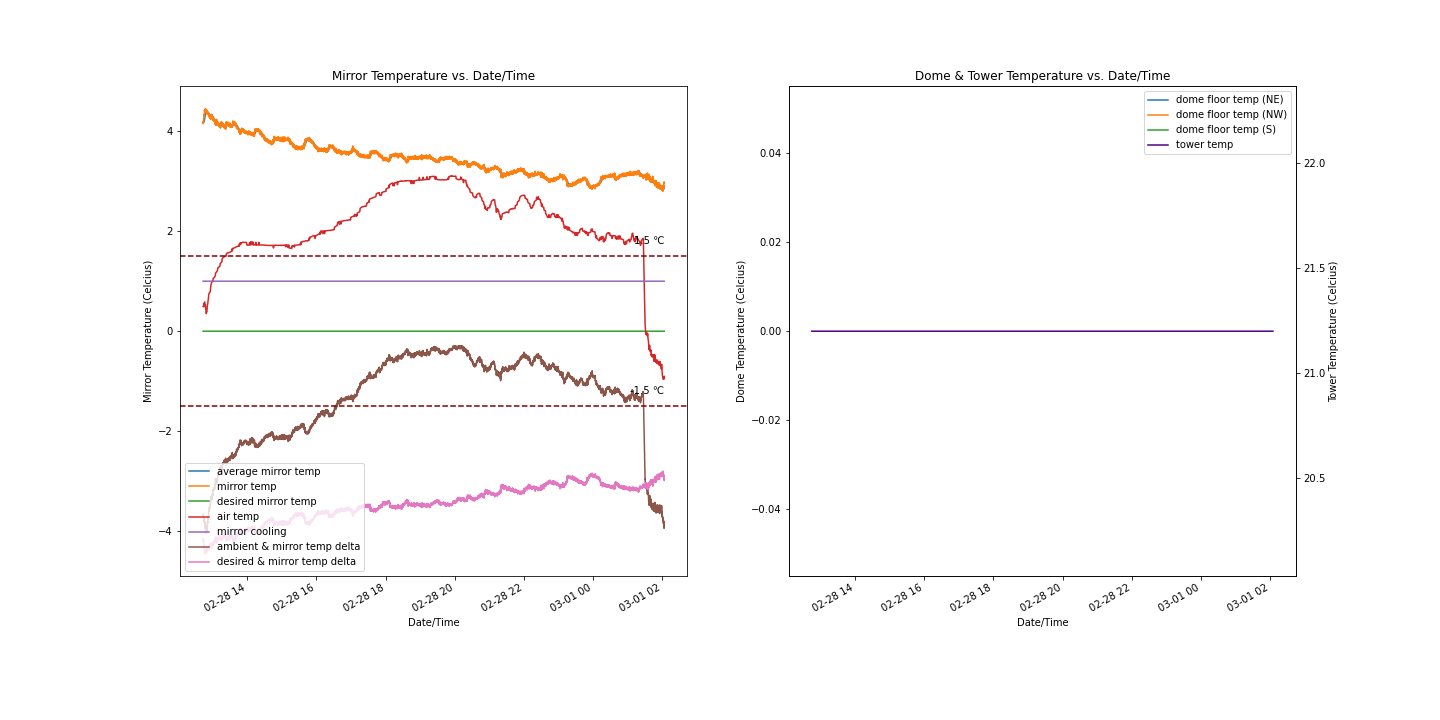 Mirror Temperature vs. Date/Time
Mirror Temperature (Celcius)
4
2
0
−2
−4
1.5 °C
-1.5 °C
average mirror temp
mirror temp
desired mirror temp
air temp
mirror cooling
ambient & mirror temp delta
desired & mirror temp delta
02-28 14
02-28 16
02-28 18
02-28 20
02-28 22
03-01 00
03-01 02
Date/Time
Dome & Tower Temperature vs. Date/Time
Dome Temperature (Celcius)
0.04
0.02
0.00
−0.02
−0.04
dome floor temp (NE)
dome floor temp (NW)
dome floor temp (S)
tower temp
22.0
21.5
21.0
20.5
Tower Temperature (Celcius)
02-28 14
02-28 16
02-28 18
02-28 20
02-28 22
03-01 00
03-01 02
Date/Time